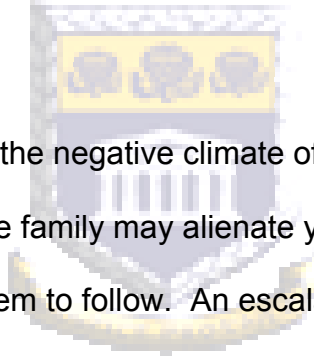 the negative climate of
e family may alienate y
em to follow.  An escal